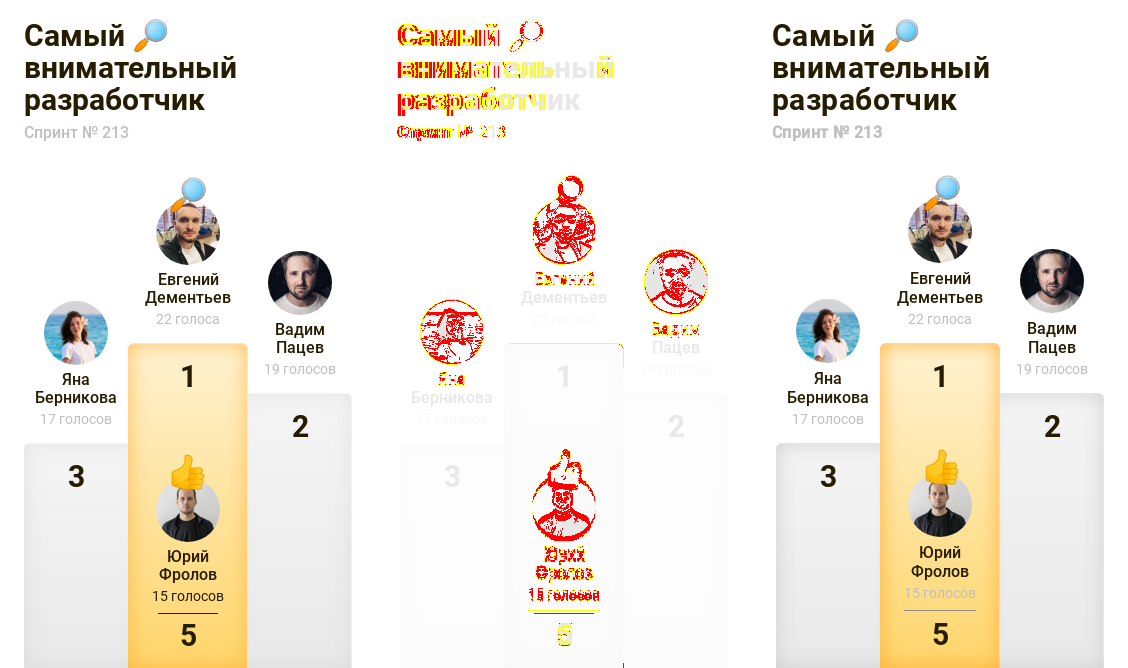 Самый
внимательный
разработчик
Спринт № 213
Евгений
Дементьев
22 голоса
Вадим
Пацев
19 голосов
Яна
Берникова
17 голосов
1
2
3
Юрий
Фролов
15 голосов
5
Самый
внимательный
разработчик
Спринт № 213
Евгений
Дементьев
22 голоса
Вадим
Пацев
19 голосов
Яна
Берникова
17 голосов
1
2
3
Юрий
Фролов
15 голосов
5
Самый
внимательный
разработчик
Спринт № 213
Евгений
Дементьев
22 голоса
Вадим
Пацев
19 голосов
Яна
Берникова
17 голосов
1
2
3
Юрий
Фролов
15 голосов
5